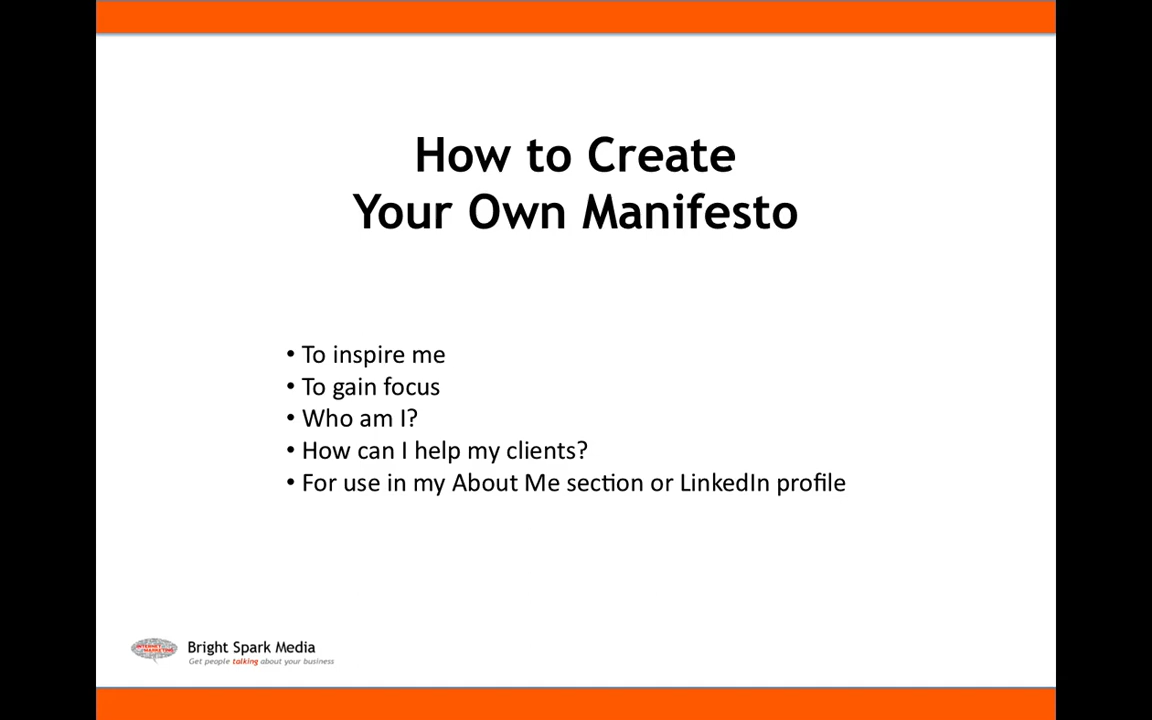 How to Create
Your Own Manifesto
• To inspire me
• To gain focus
• Who am I?
• How can I help my clients?
• For use in my About Me section or LinkedIn profile
INTERNET
MARKETING
Bright Spark Media
Get people talking about your business